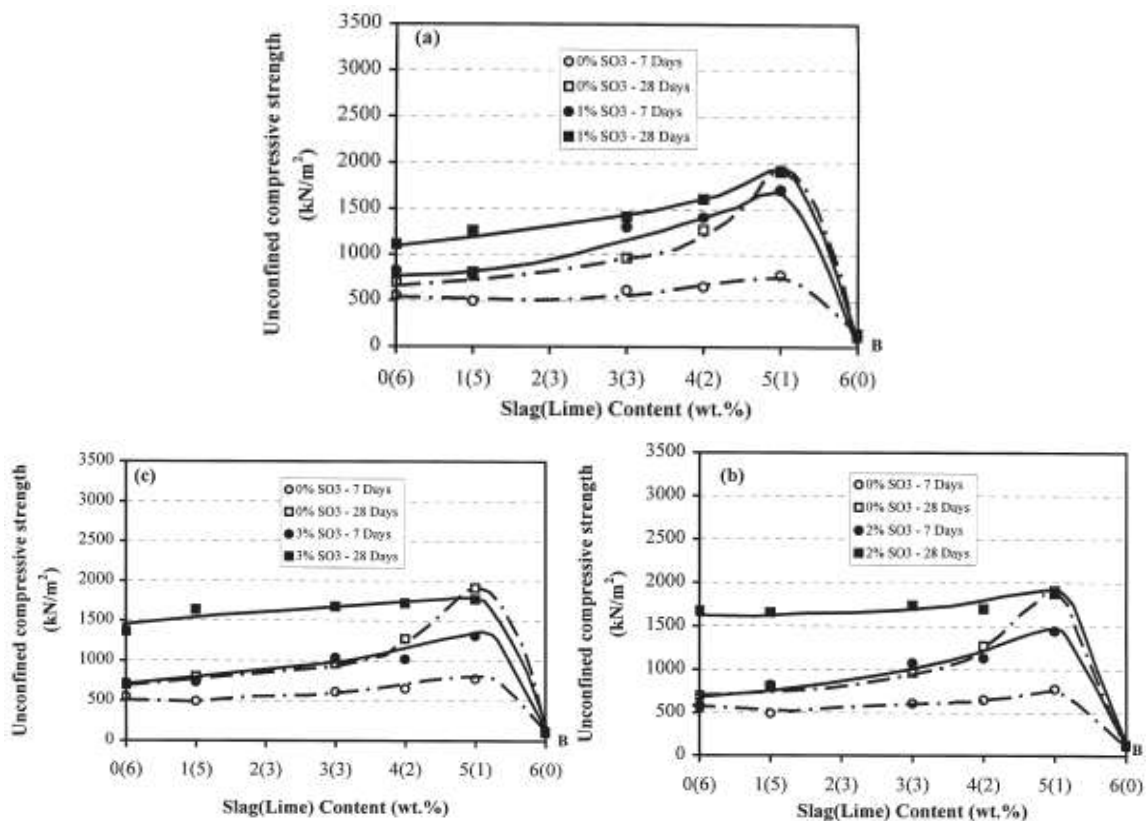 (a)
3500
3000
2500
2000
1500
1000
500
0
Unconfined compressive strength
(kN/m²)
0% SO3 - 7 Days
0% SO3 - 28 Days
1% SO3 - 7 Days
1% SO3 - 28 Days
B
0(6) 1(5) 2(3) 3(3) 4(2) 5(1) 6(0)
Slag(Lime) Content (wt.%)
(c)
3500
3000
2500
2000
1500
1000
500
0
Unconfined compressive strength
(kN/m²)
0% SO3 - 7 Days
0% SO3 - 28 Days
3% SO3 - 7 Days
3% SO3 - 28 Days
B
0(6) 1(5) 2(3) 3(3) 4(2) 5(1) 6(0)
Slag(Lime) Content (wt.%)
(b)
3500
3000
2500
2000
1500
1000
500
0
Unconfined compressive strength
(kN/m²)
0% SO3 - 7 Days
0% SO3 - 28 Days
2% SO3 - 7 Days
2% SO3 - 28 Days
B
0(6) 1(5) 2(3) 3(3) 4(2) 5(1) 6(0)
Slag(Lime) Content (wt.%)